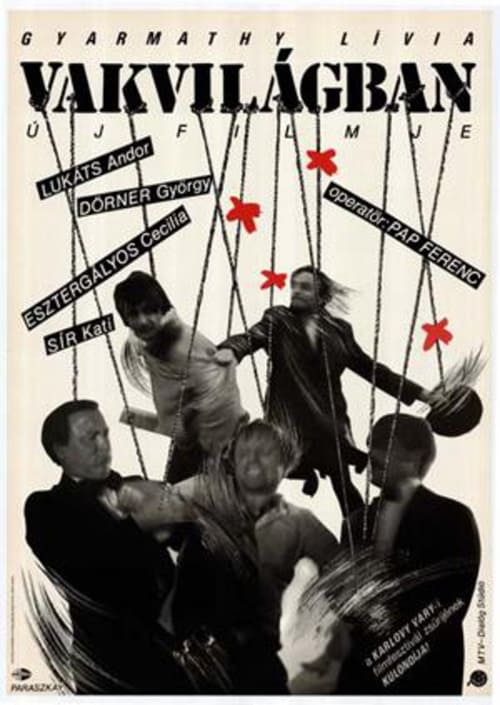 GYARMATHY LÍVIA
VAKVILÁGBAN
ÚJ FILMJE
LUKÁTS Andor
DÖRNER György
ESZTERGÁLYOS Cecília
SÍR Kati
operatőr: PAP FERENC
a KARLOVY VARY-i
filmfesztivál zsűrijének
KÜLÖNDÍJA!
MTV-Dialóg Stúdió
PARASZKAY